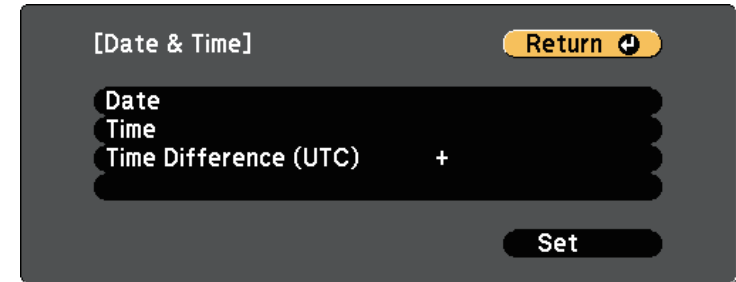 [Date & Time] Return
Date
Time
Time Difference (UTC) +
Set